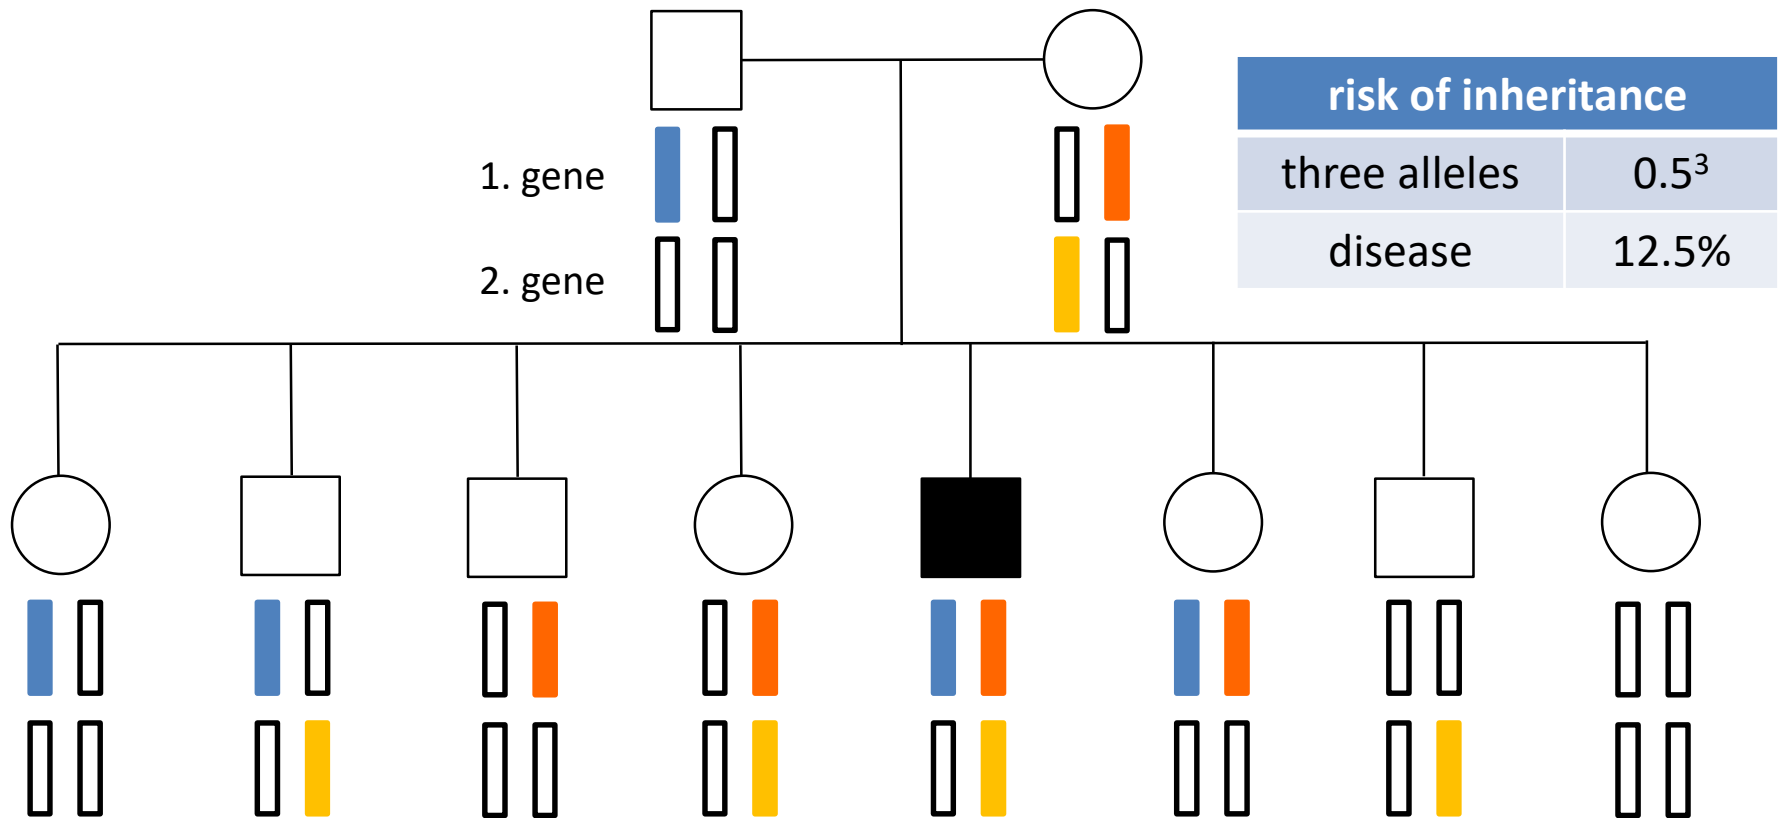 risk of inheritance
three alleles 0.5³
disease 12.5%
1. gene
2. gene